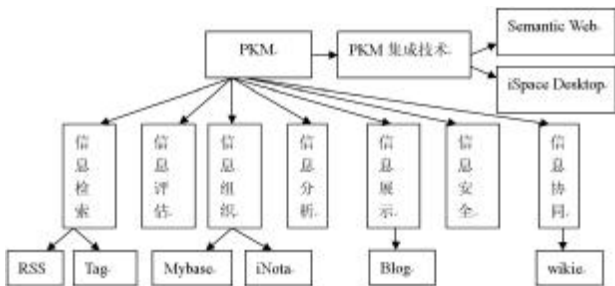 Semantic Web
PKM
PKM 集成技术
iSpace Desktop
信息检索
信息评估
信息组织
信息分析
信息展示
信息安全
信息协同
RSS
Tag
Mybase
iNota
Blog
wikie